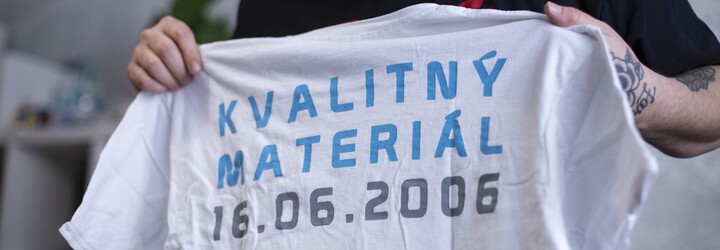 KVALITNÝ
MATERIÁL
16.06.2006